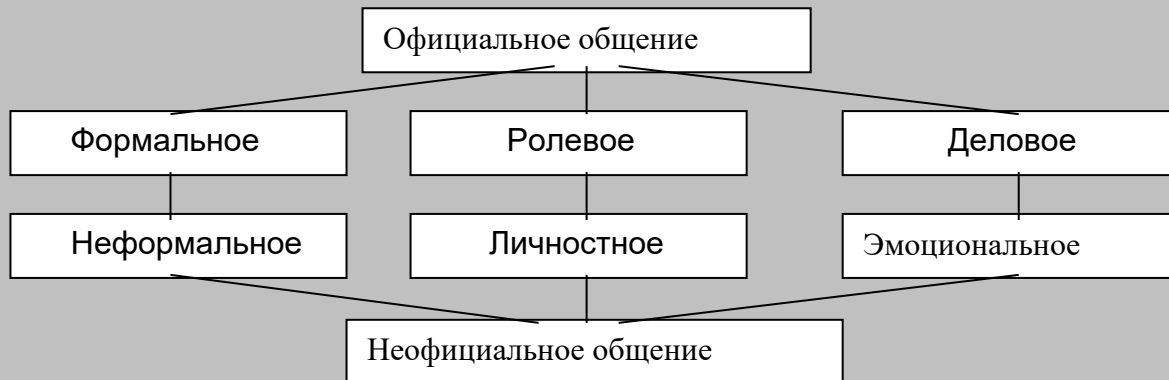 Официальное общение
Формальное
Ролевое
Деловое
Неформальное
Личностное
Эмоциональное
Неофициальное общение